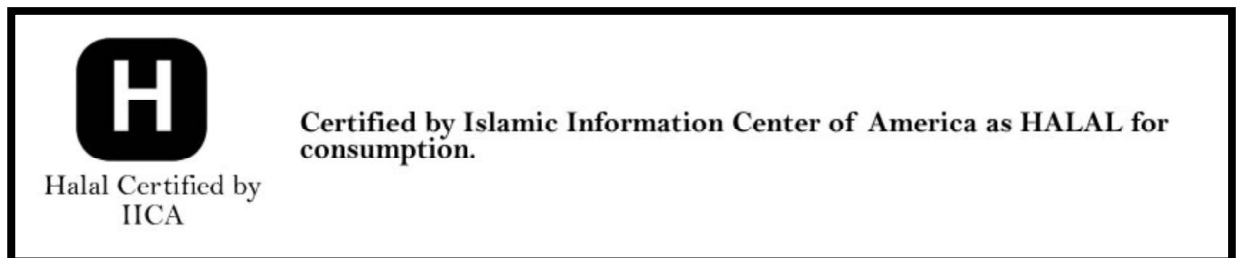 H
Halal Certified by
IICA
Certified by Islamic Information Center of America as HALAL for
consumption.